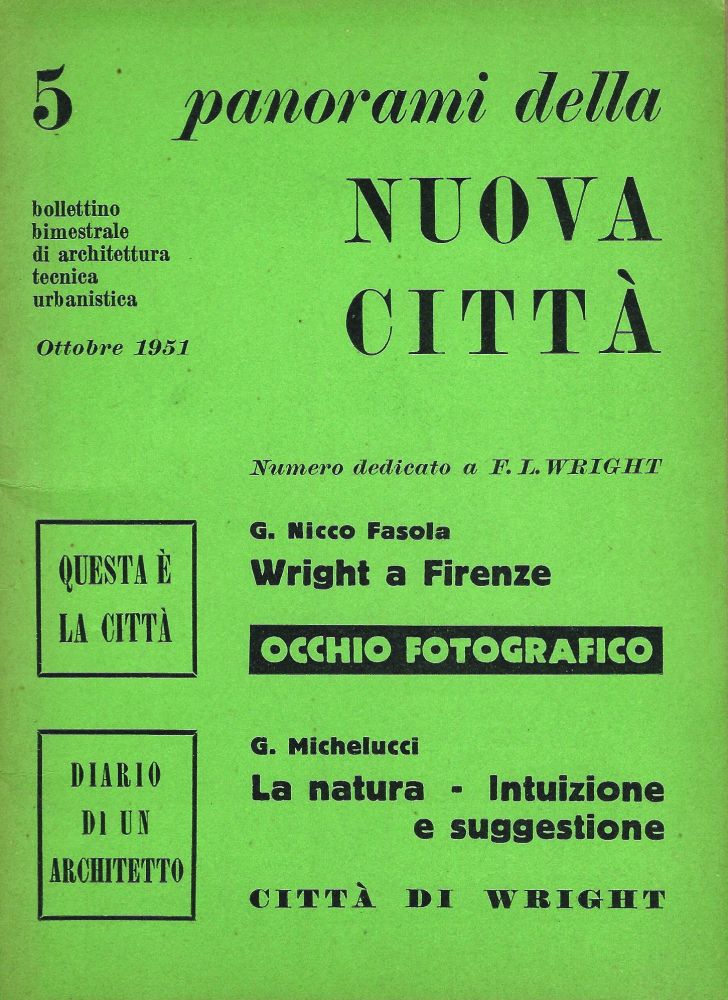 5 panorami della
NUOVA
CITTÀ
bollettino
bimestrale
di architettura
tecnica
urbanistica
Ottobre 1951
Numero dedicato a F. L. WRIGHT
QUESTA È
LA CITTÀ
G. Nicco Fasola
Wright a Firenze
OCCHIO FOTOGRAFICO
DIARIO
DI UN
ARCHITETTO
G. Michelucci
La natura - Intuizione
e suggestione
CITTÀ DI WRIGHT